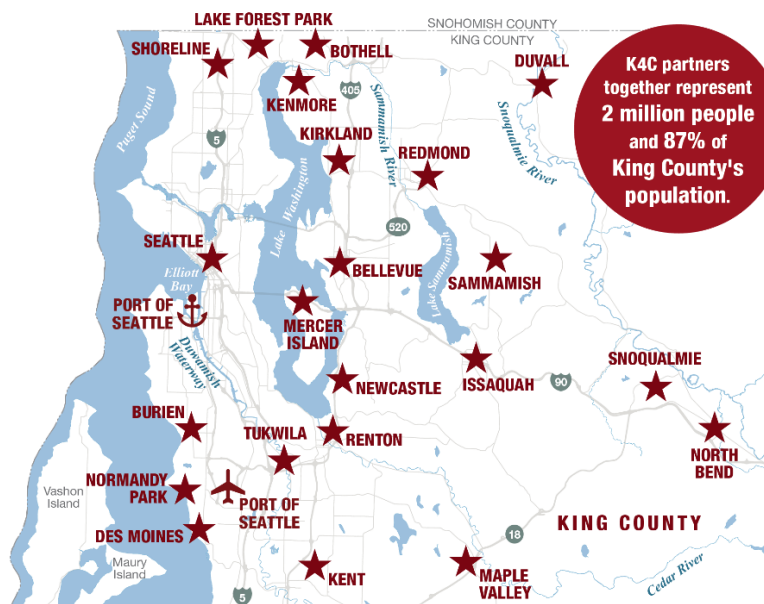 SNOHOMISH COUNTY
KING COUNTY
LAKE FOREST PARK
SHORELINE
BOTHELL
DUVALL
K4C partners
together represent
2 million people
and 87% of
King County's
population.
KENMORE
405
Puget Sound
Sammamish River
Snoqualmie River
5
KIRKLAND
REDMOND
Lake Washington
520
SEATTLE
BELLEVUE
SAMMAMISH
Lake Sammamish
Elliott
Bay
PORT OF
SEATTLE
MERCER
ISLAND
Duwamish
Waterway
NEWCASTLE
ISSAQUAH
90
SNOQUALMIE
BURIEN
TUKWILA
RENTON
NORTH
BEND
NORMANDY
PARK
PORT OF
SEATTLE
Vashon
Island
KING COUNTY
DES MOINES
18
Maury
Island
KENT
MAPLE
VALLEY
Cedar River
5